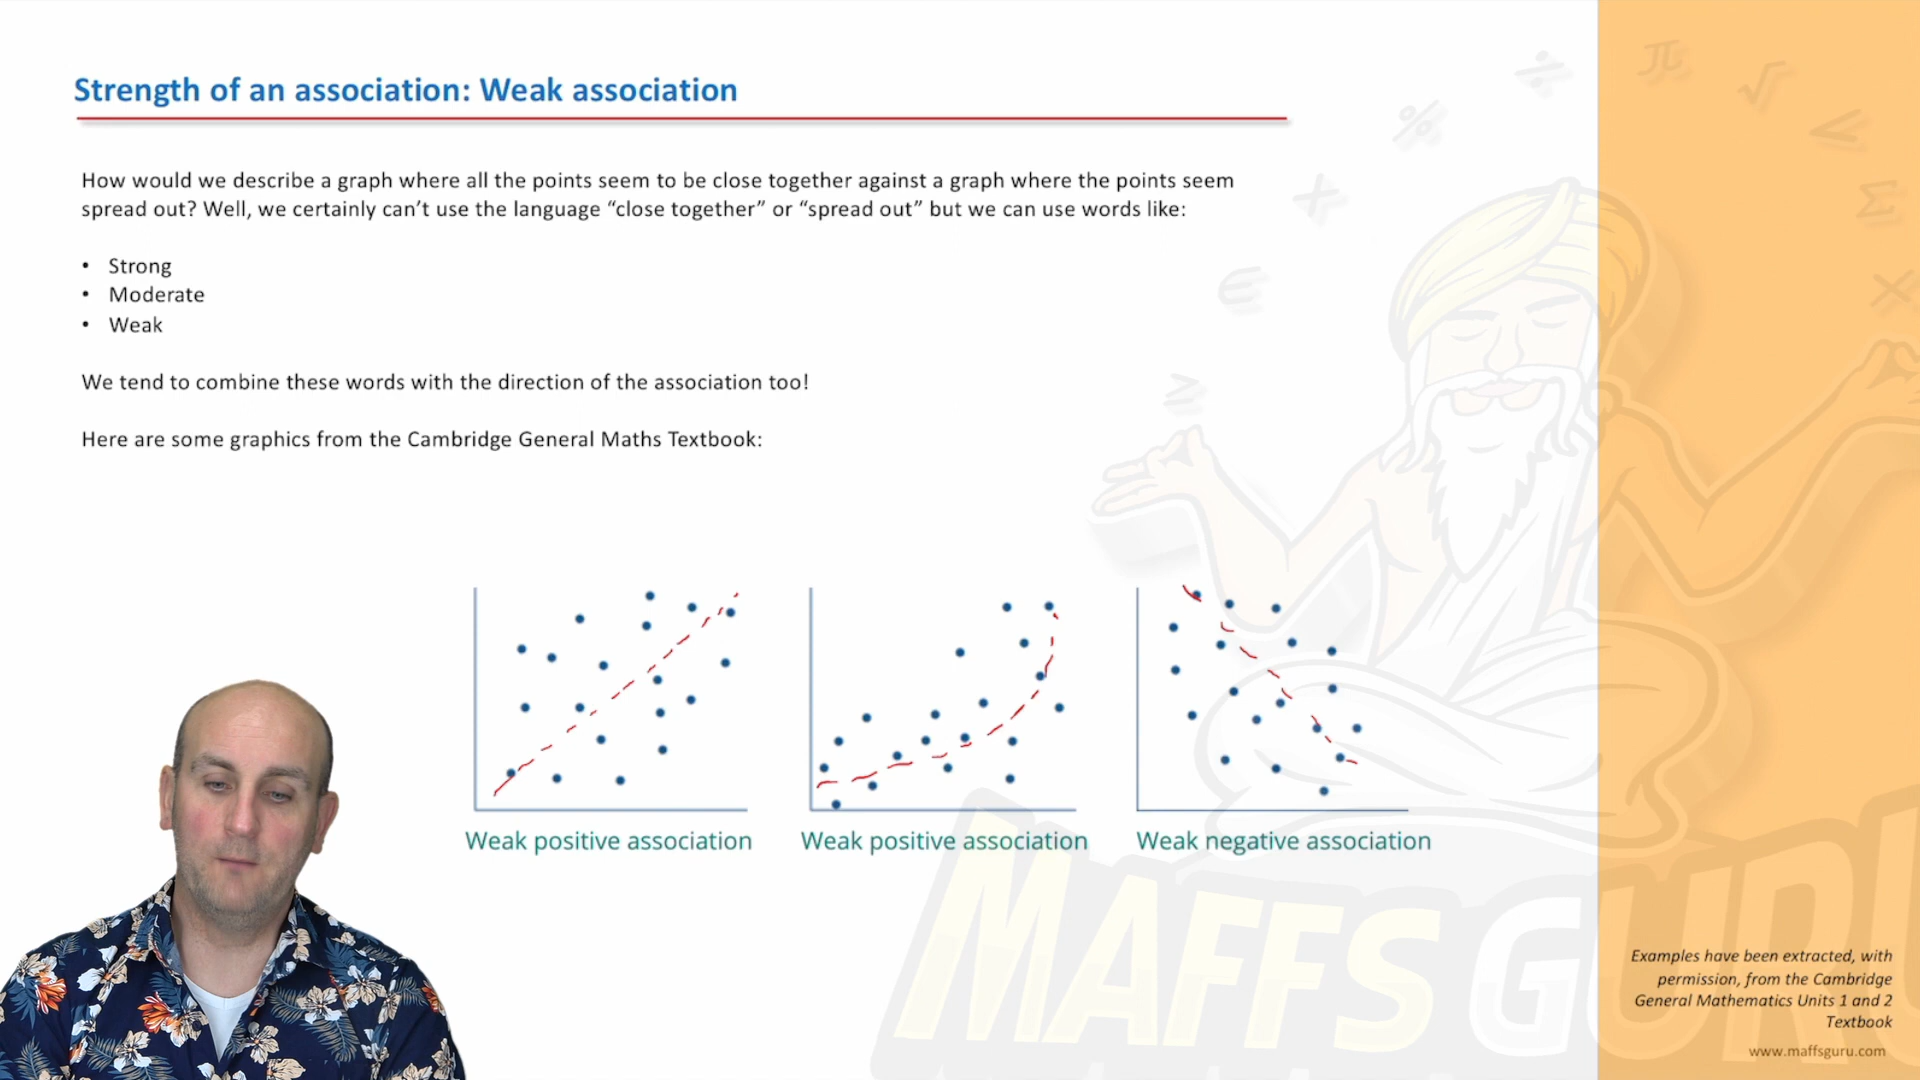 Strength of an association: Weak association
How would we describe a graph where all the points seem to be close together against a graph where the points seem
spread out? Well, we certainly can’t use the language “close together” or “spread out” but we can use words like:
• Strong
• Moderate
• Weak
We tend to combine these words with the direction of the association too!
Here are some graphics from the Cambridge General Maths Textbook:
Weak positive association
Weak positive association
Weak negative association
MAFFS GURU
Examples have been extracted, with
permission, from the Cambridge
General Mathematics Units 1 and 2
Textbook
www.maffsguru.com